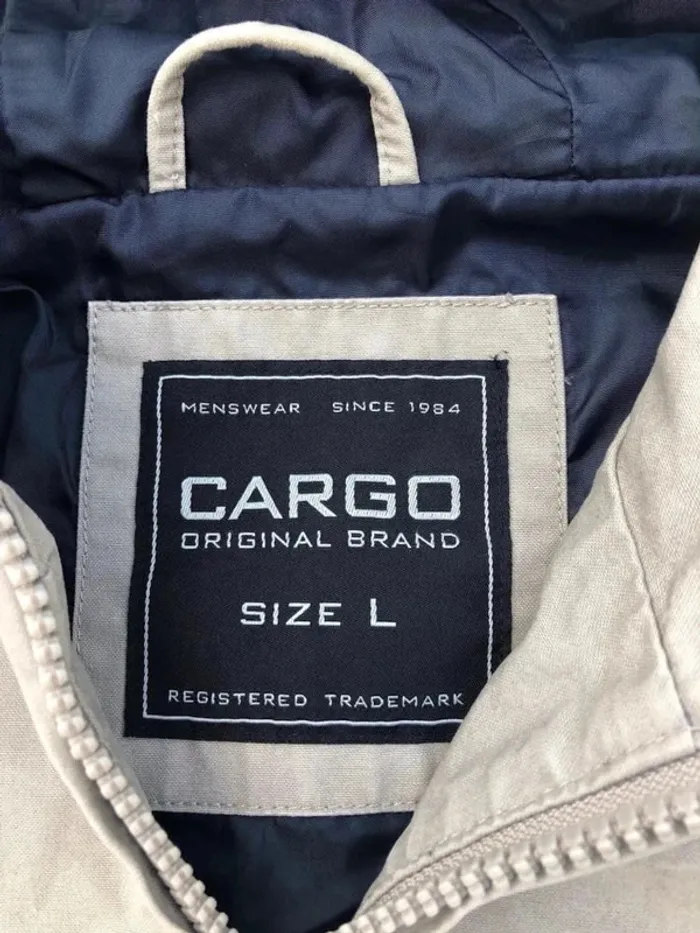 MENSWEAR SINCE 1984
CARGO
ORIGINAL BRAND
SIZE L
REGISTERED TRADEMARK